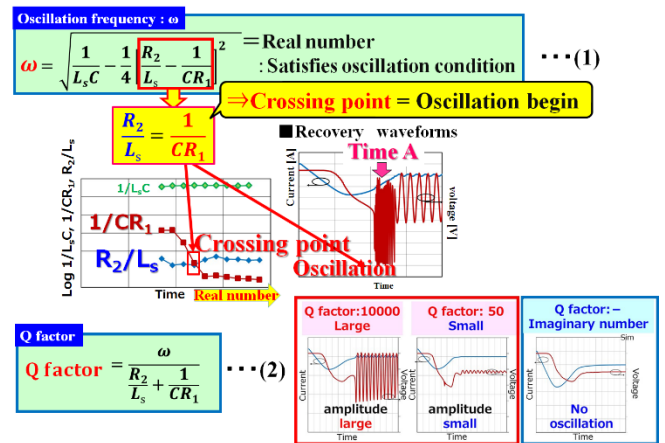 Oscillation frequency : ω
ω = √ 1/LsC − 1/4 [R2/Ls − 1/CR1]² = Real number
: Satisfies oscillation condition
⋯(1)
⇒Crossing point = Oscillation begin
R2/Ls = 1/CR1
■Recovery waveforms
Time A
Current [A]
voltage [V]
Time
Oscillation
Log 1/LsC, 1/CR1, R2/Ls
1/LsC
1/CR1
Crossing point
R2/Ls
Time
Real number
Q factor
Q factor = ω / (R2/Ls + 1/CR1)
⋯(2)
Q factor:10000
Large
Current
Voltage
amplitude
large
Time
Q factor: 50
Small
Current
Voltage
amplitude
small
Time
Q factor: –
Imaginary number
Sim
Current
Voltage
No
oscillation
Time